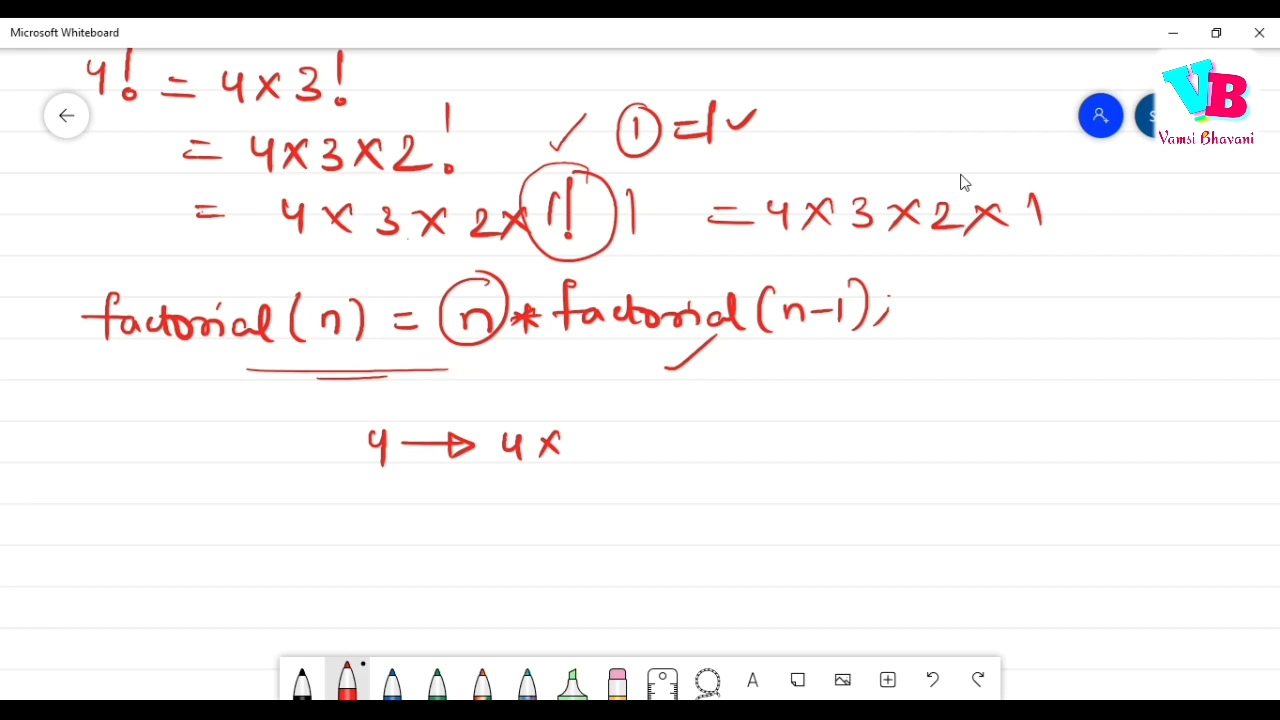 Microsoft Whiteboard
VB
Vamsi Bhavani
4! = 4 × 3!
= 4 × 3 × 2! ① = 1
= 4 × 3 × 2 × 1! 1 = 4 × 3 × 2 × 1
factorial (n) = n * factorial (n-1);
4 → 4 ×
A